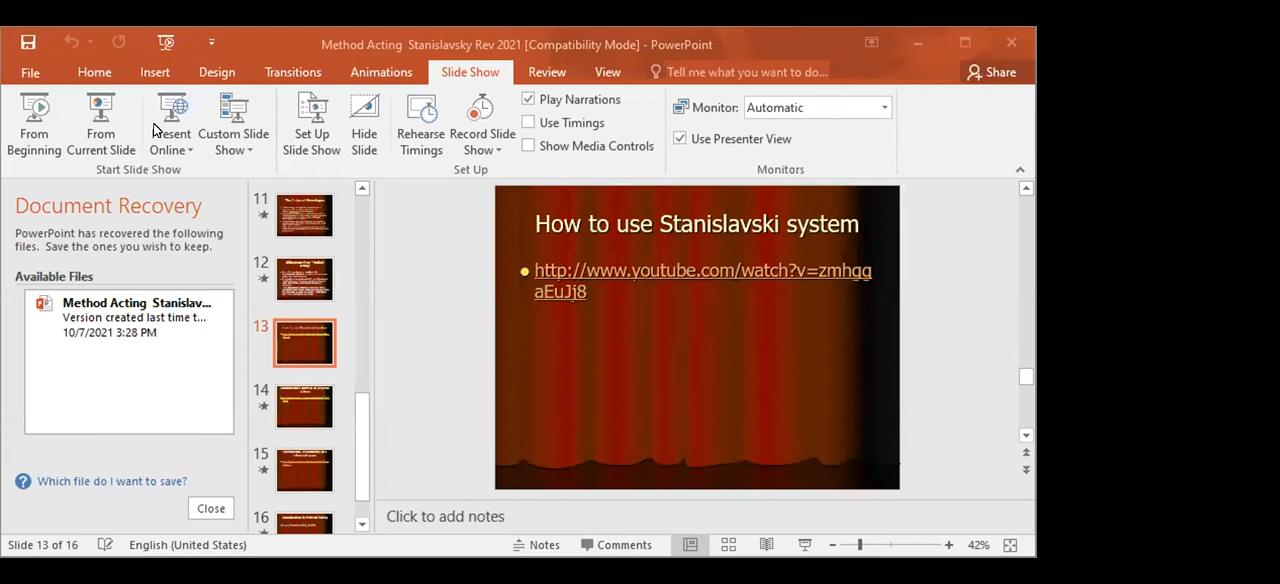 Method Acting  Stanislavsky Rev 2021 [Compatibility Mode] - PowerPoint
File Home Insert Design Transitions Animations Slide Show Review View Tell me what you want to do... Share
From Beginning
From Current Slide
Present Online
Custom Slide Show
Set Up Slide Show
Hide Slide
Rehearse Timings
Record Slide Show
Play Narrations
Use Timings
Show Media Controls
Monitor: Automatic
Use Presenter View
Start Slide Show
Set Up
Monitors
Document Recovery
PowerPoint has recovered the following
files. Save the ones you wish to keep.
Available Files
Method Acting  Stanislav...
Version created last time t...
10/7/2021 3:28 PM
Which file do I want to save?
Close
11
12
13
14
15
16
How to use Stanislavski system
http://www.youtube.com/watch?v=zmhgg
aEuJj8
Click to add notes
Slide 13 of 16 English (United States) Notes Comments 42%